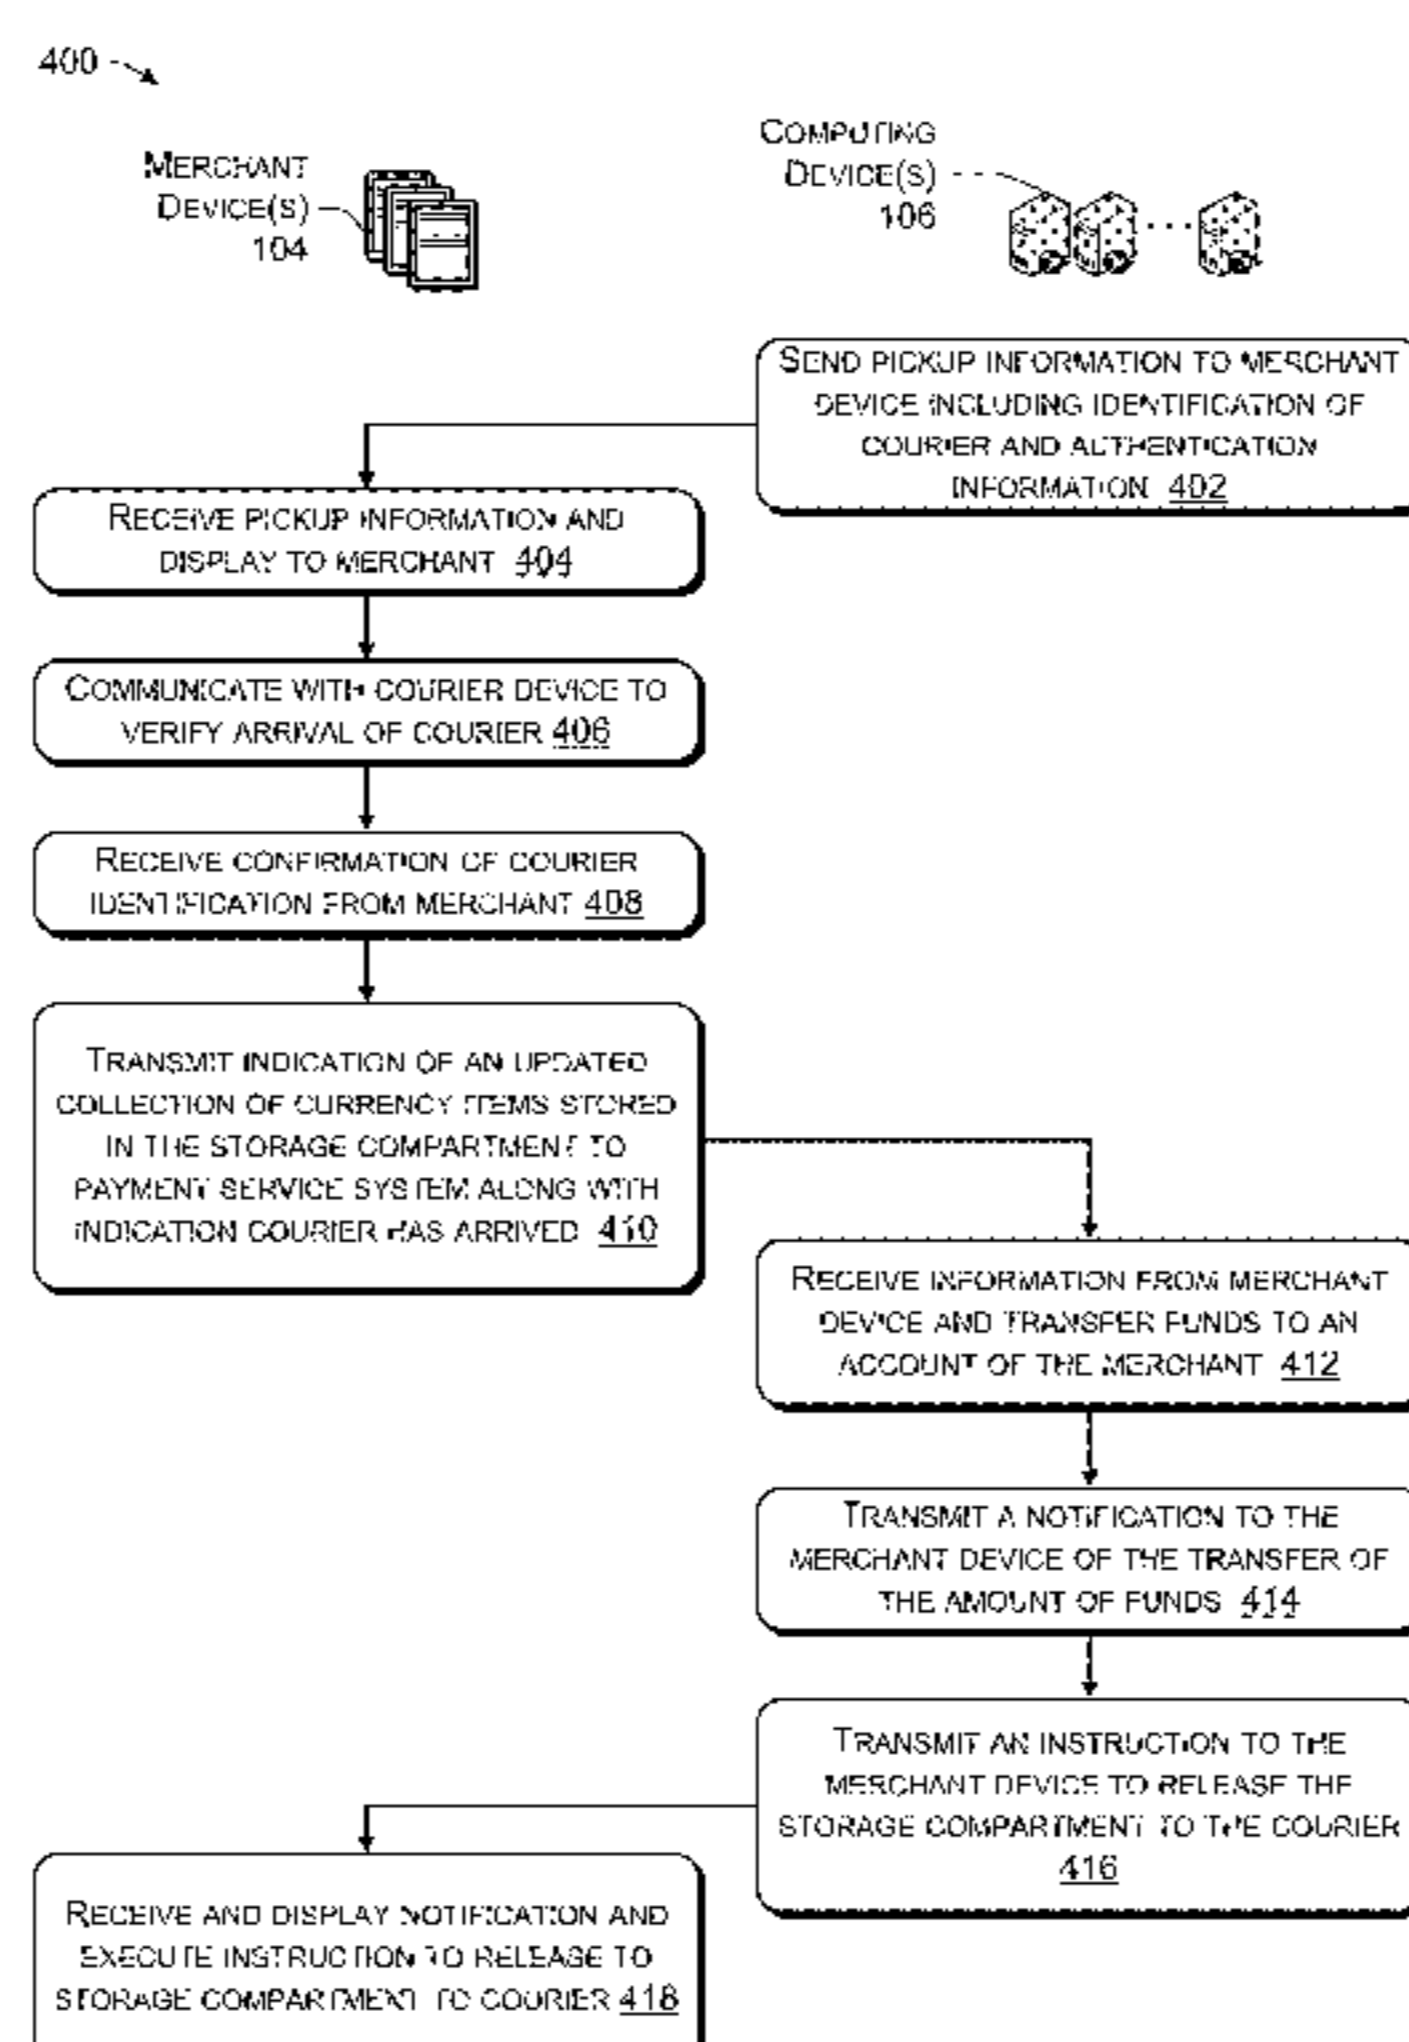 400
MERCHANT
DEVICE(S)
104
COMPUTING
DEVICE(S)
106
SEND PICKUP INFORMATION TO MERCHANT
DEVICE INCLUDING IDENTIFICATION OF
COURIER AND AUTHENTICATION
INFORMATION 402
RECEIVE PICKUP INFORMATION AND
DISPLAY TO MERCHANT 404
COMMUNICATE WITH COURIER DEVICE TO
VERIFY ARRIVAL OF COURIER 406
RECEIVE CONFIRMATION OF COURIER
IDENTIFICATION FROM MERCHANT 408
TRANSMIT INDICATION OF AN UPDATED
COLLECTION OF CURRENCY ITEMS STORED
IN THE STORAGE COMPARTMENT TO
PAYMENT SERVICE SYSTEM ALONG WITH
INDICATION COURIER HAS ARRIVED 410
RECEIVE INFORMATION FROM MERCHANT
DEVICE AND TRANSFER FUNDS TO AN
ACCOUNT OF THE MERCHANT 412
TRANSMIT A NOTIFICATION TO THE
MERCHANT DEVICE OF THE TRANSFER OF
THE AMOUNT OF FUNDS 414
TRANSMIT AN INSTRUCTION TO THE
MERCHANT DEVICE TO RELEASE THE
STORAGE COMPARTMENT TO THE COURIER
416
RECEIVE AND DISPLAY NOTIFICATION AND
EXECUTE INSTRUCTION TO RELEASE TO
STORAGE COMPARTMENT TO COURIER 418